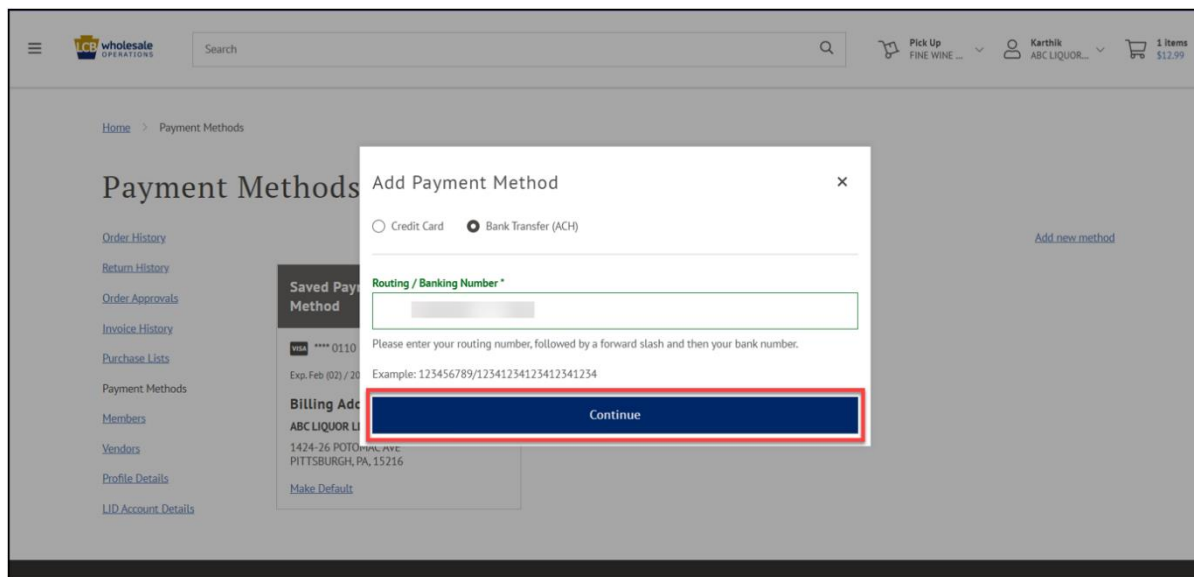 LCB wholesale
OPERATIONS
Search
Pick Up
FINE WINE ...
Karthik
ABC LIQUOR...
1 items
$12.99
Home > Payment Methods
Payment Methods
Add Payment Method
Credit Card
Bank Transfer (ACH)
Order History
Add new method
Return History
Order Approvals
Invoice History
Purchase Lists
Payment Methods
Members
Vendors
Profile Details
LID Account Details
Saved
Method
VISA **** 0110
Exp. Feb (02) / 20
Billing
ABC LIQUOR
1424-26 POTOMAC AVE
PITTSBURGH, PA, 15216
Make Default
Routing / Banking Number *
Please enter your routing number, followed by a forward slash and then your bank number.
Example: 123456789/12341234123412341234
Continue